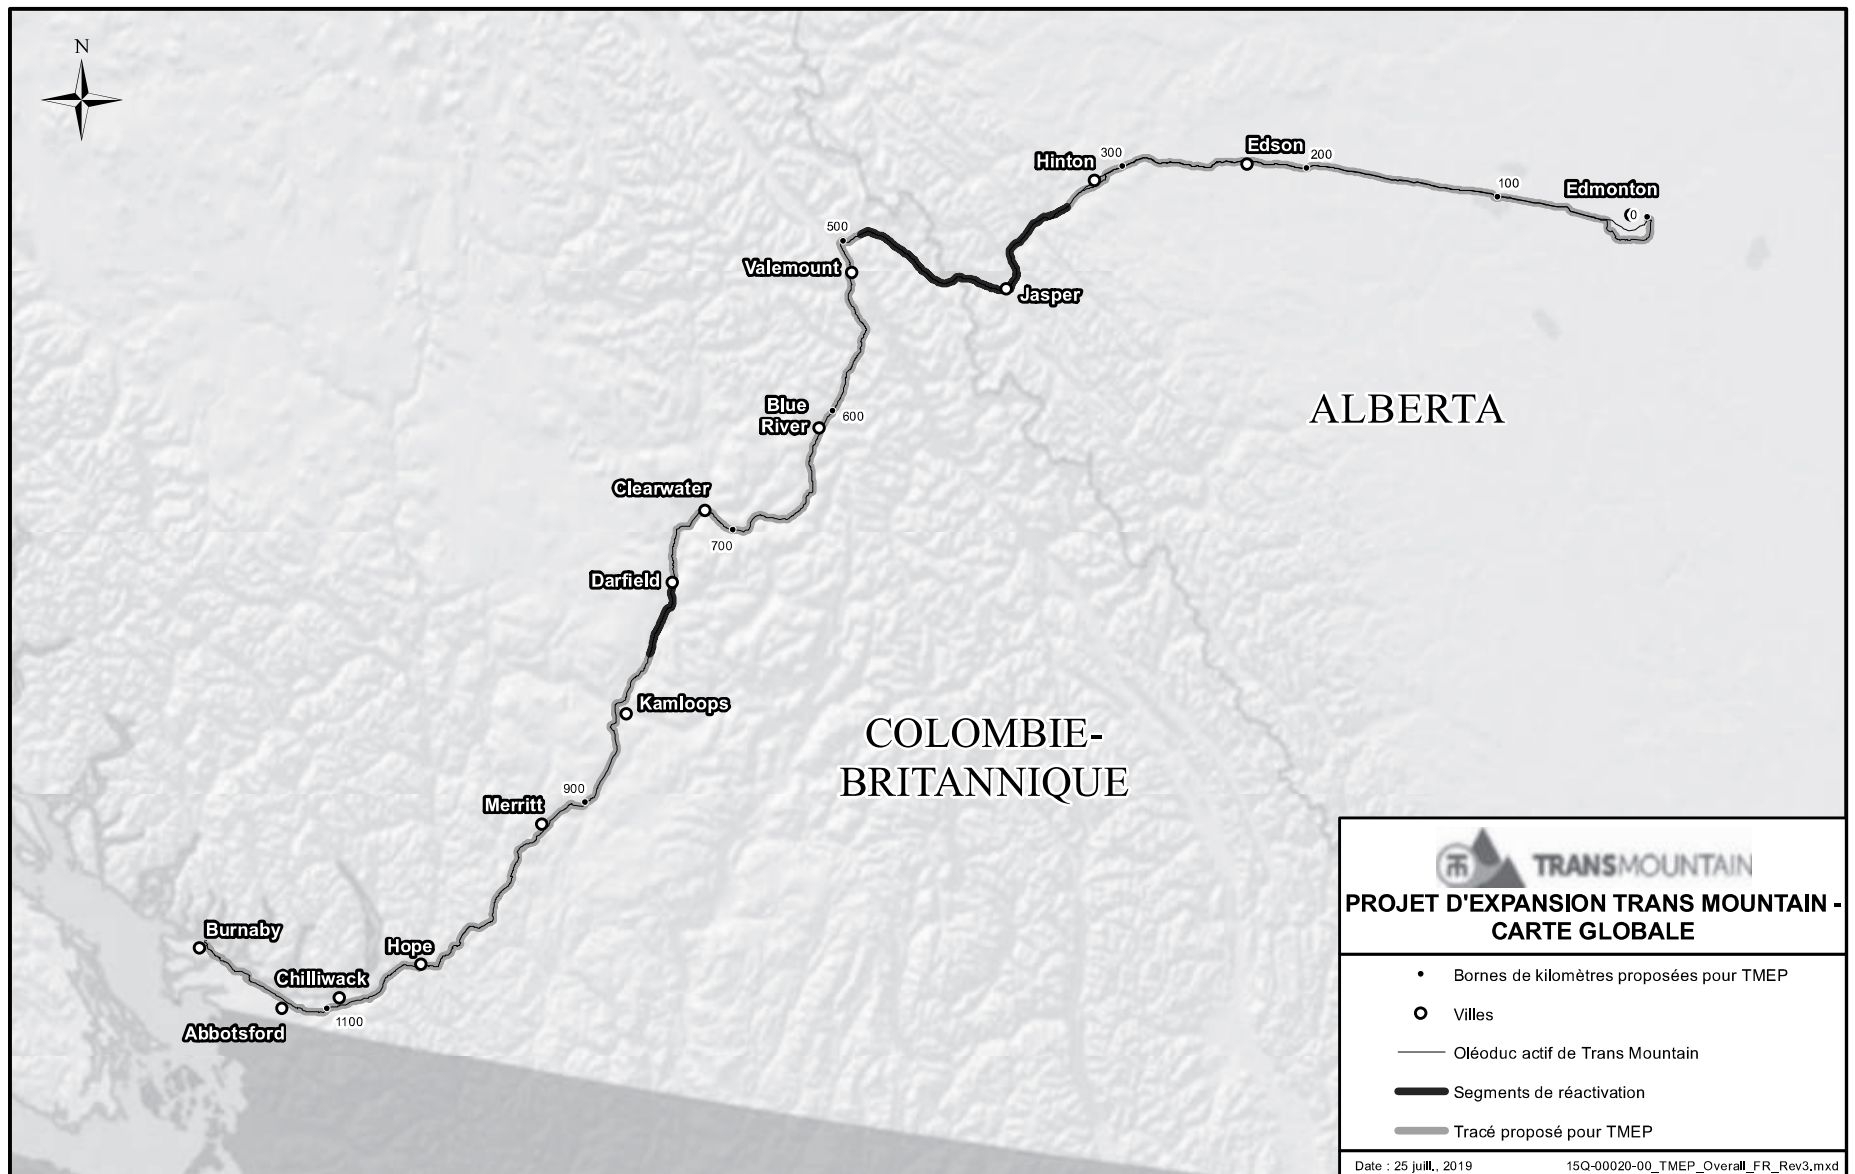 N
Edson
Hinton
300
200
100
Edmonton
0
500
Valemount
Jasper
ALBERTA
Blue
River
600
Clearwater
700
Darfield
Kamloops
COLOMBIE-
BRITANNIQUE
900
Merritt
Burnaby
Hope
Chilliwack
1100
Abbotsford
TRANSMOUNTAIN
PROJET D'EXPANSION TRANS MOUNTAIN -
CARTE GLOBALE
Bornes de kilomètres proposées pour TMEP
Villes
Oléoduc actif de Trans Mountain
Segments de réactivation
Tracé proposé pour TMEP
Date : 25 juill., 2019 15Q-00020-00_TMEP_Overall_FR_Rev3.mxd